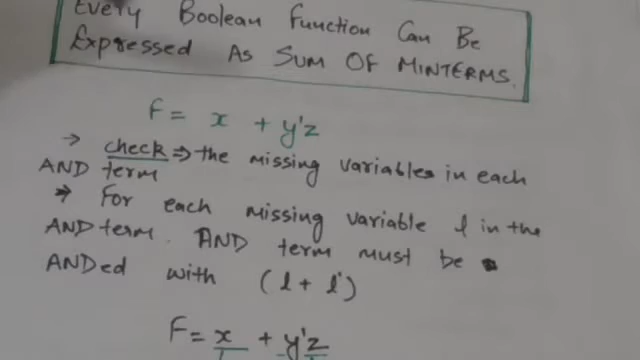 Every Boolean Function Can Be
Expressed As SUM OF MINTERMS.
F = x + y'z
→ check ⇒ the missing variables in each
AND term
→ For each missing variable l in the
AND term. AND term must be
ANDed with (l + l')
F = x + y'z